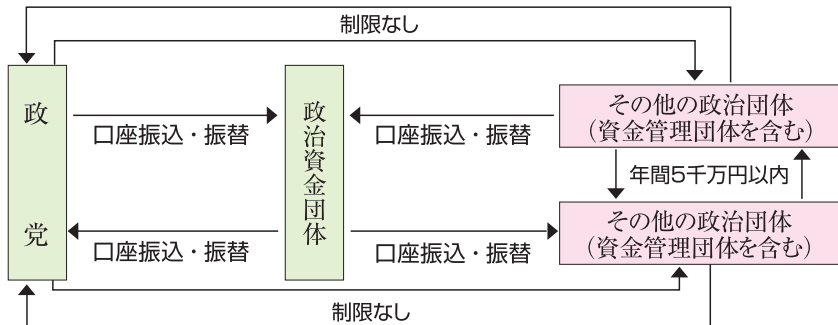 制限なし
政党
政治資金団体
その他の政治団体
（資金管理団体を含む）
口座振込・振替
口座振込・振替
年間5千万円以内
その他の政治団体
（資金管理団体を含む）
口座振込・振替
口座振込・振替
制限なし